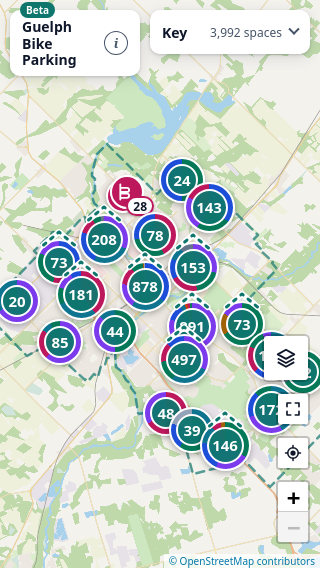 Beta
Guelph
Bike
Parking
i
Key
3,992 spaces
24
28
143
208
78
73
153
878
181
20
44
73
85
497
48
39
146
+
−
© OpenStreetMap contributors